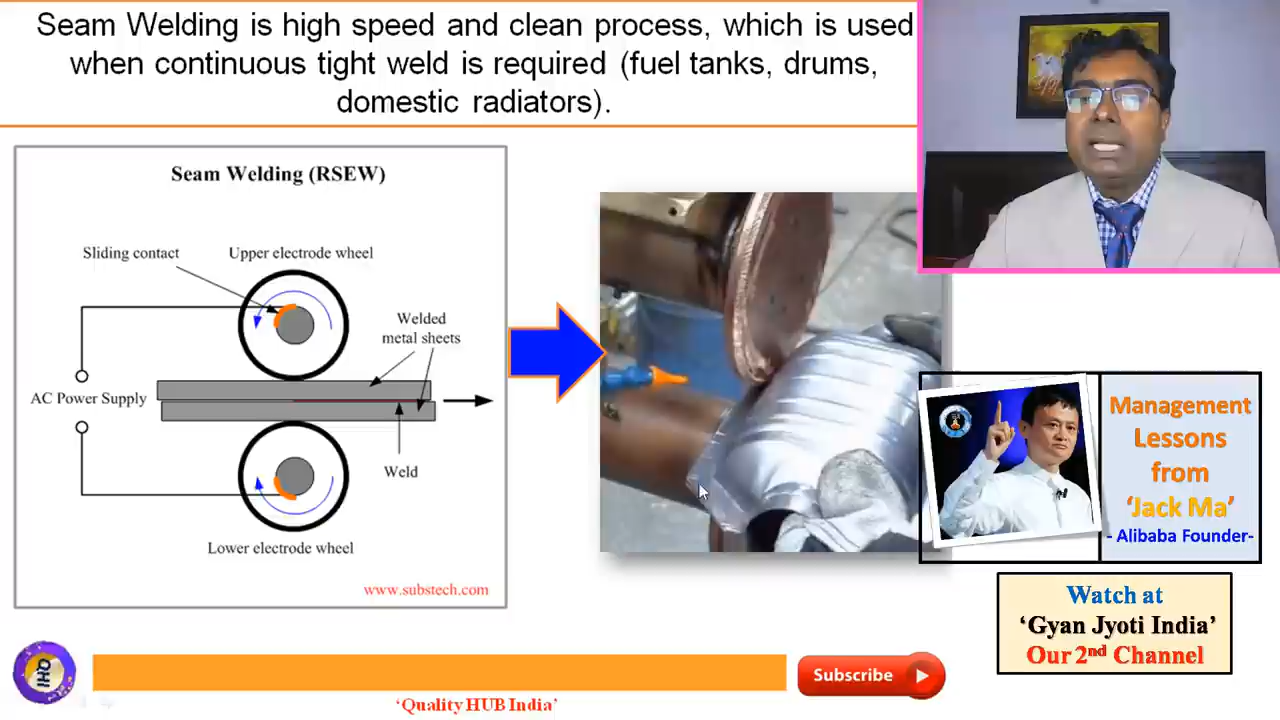 Seam Welding is high speed and clean process, which is used
when continuous tight weld is required (fuel tanks, drums,
domestic radiators).
Seam Welding (RSEW)
Sliding contact
Upper electrode wheel
Welded
metal sheets
AC Power Supply
Weld
Lower electrode wheel
www.substech.com
Management
Lessons
from
‘Jack Ma’
- Alibaba Founder-
Watch at
‘Gyan Jyoti India’
Our 2nd Channel
QHI
Subscribe
‘Quality HUB India’